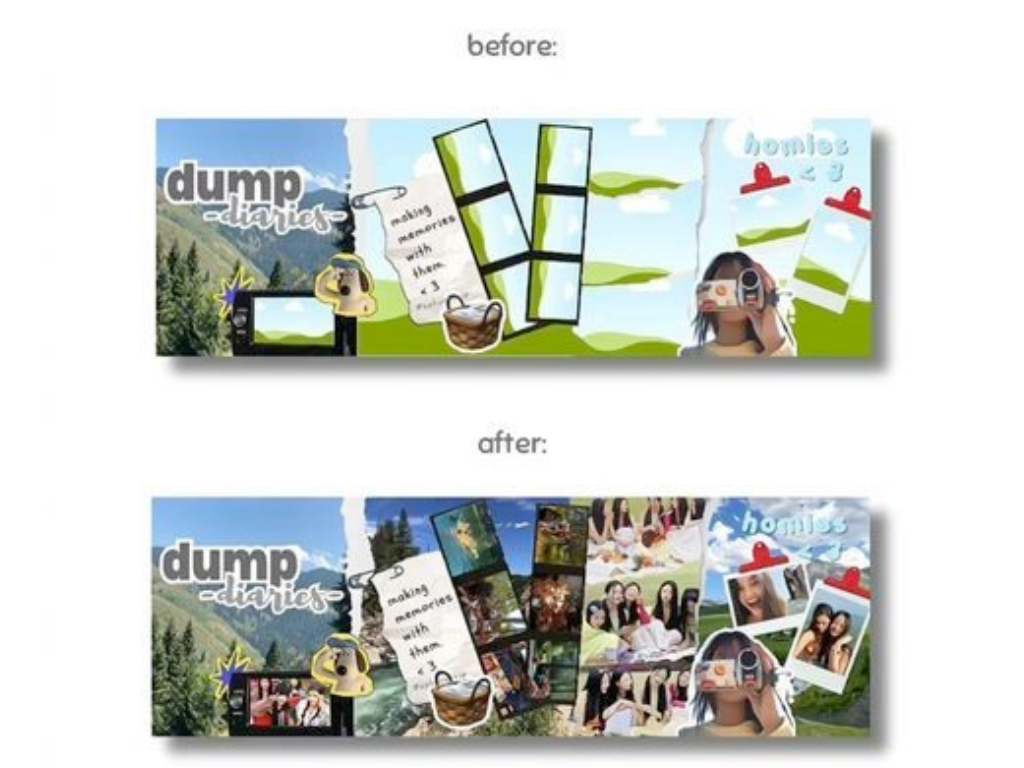 before:
dump
-diaries-
making
memories
with
them
< 3
homies
< 3
after:
dump
-diaries-
making
memories
with
them
< 3
homies